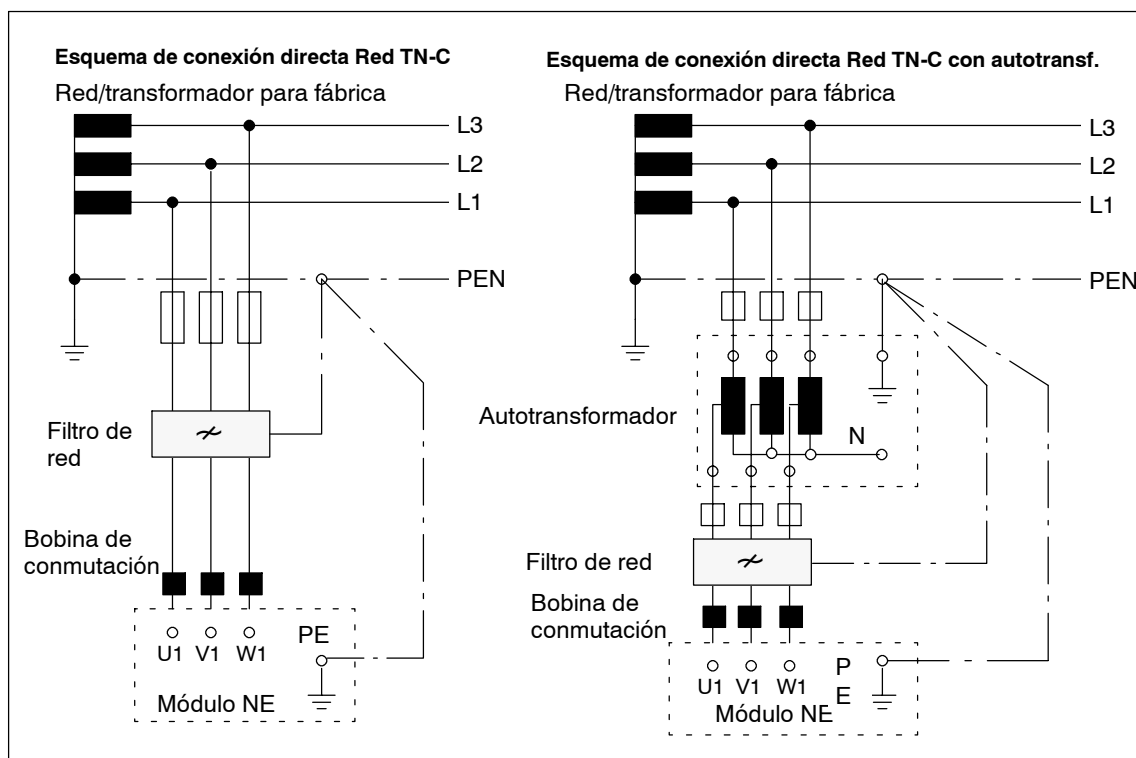 Esquema de conexión directa Red TN-C
Red/transformador para fábrica
L3
L2
L1
PEN
Filtro de
red
Bobina de
conmutación
PE
U1 V1 W1
Módulo NE
Esquema de conexión directa Red TN-C con autotransf.
Red/transformador para fábrica
L3
L2
L1
PEN
Autotransformador
N
Filtro de red
Bobina de
conmutación
P
E
U1 V1 W1
Módulo NE